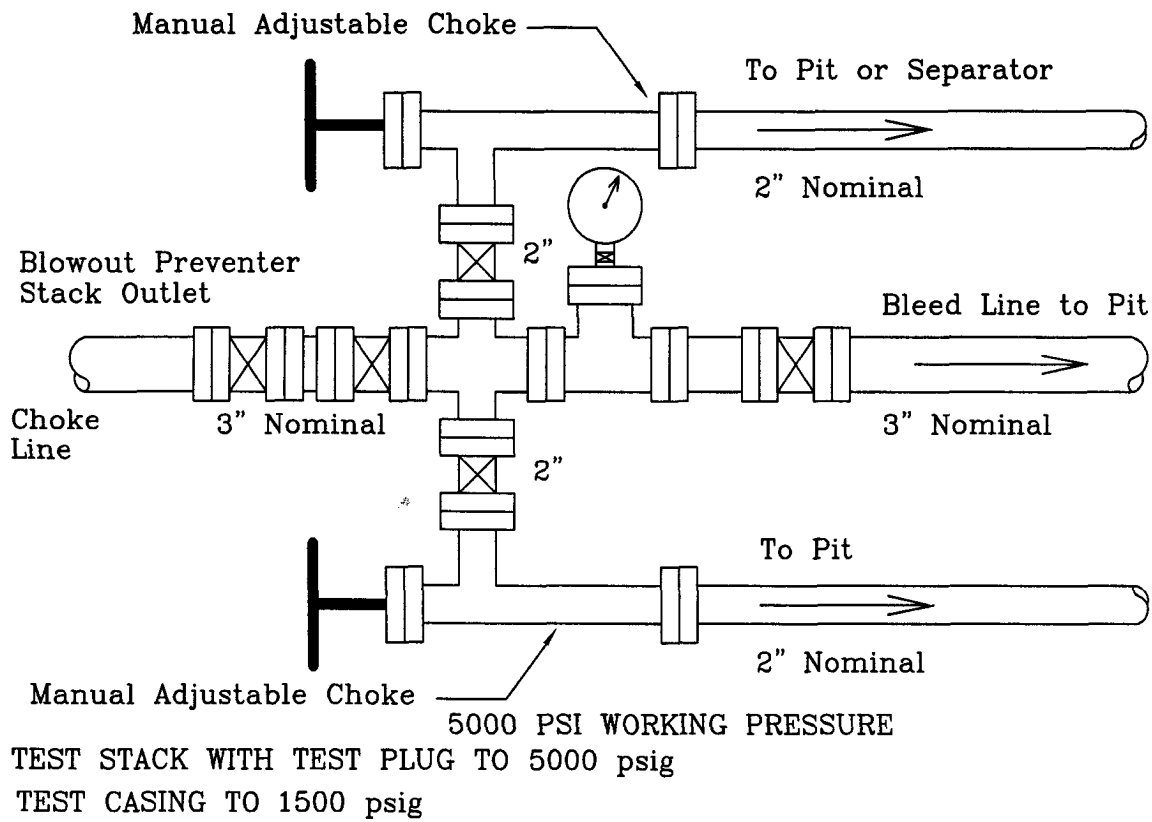 Manual Adjustable Choke
To Pit or Separator
2" Nominal
2"
Blowout Preventer
Stack Outlet
Bleed Line to Pit
Choke
Line
3" Nominal
3" Nominal
2"
To Pit
2" Nominal
Manual Adjustable Choke
5000 PSI WORKING PRESSURE
TEST STACK WITH TEST PLUG TO 5000 psig
TEST CASING TO 1500 psig